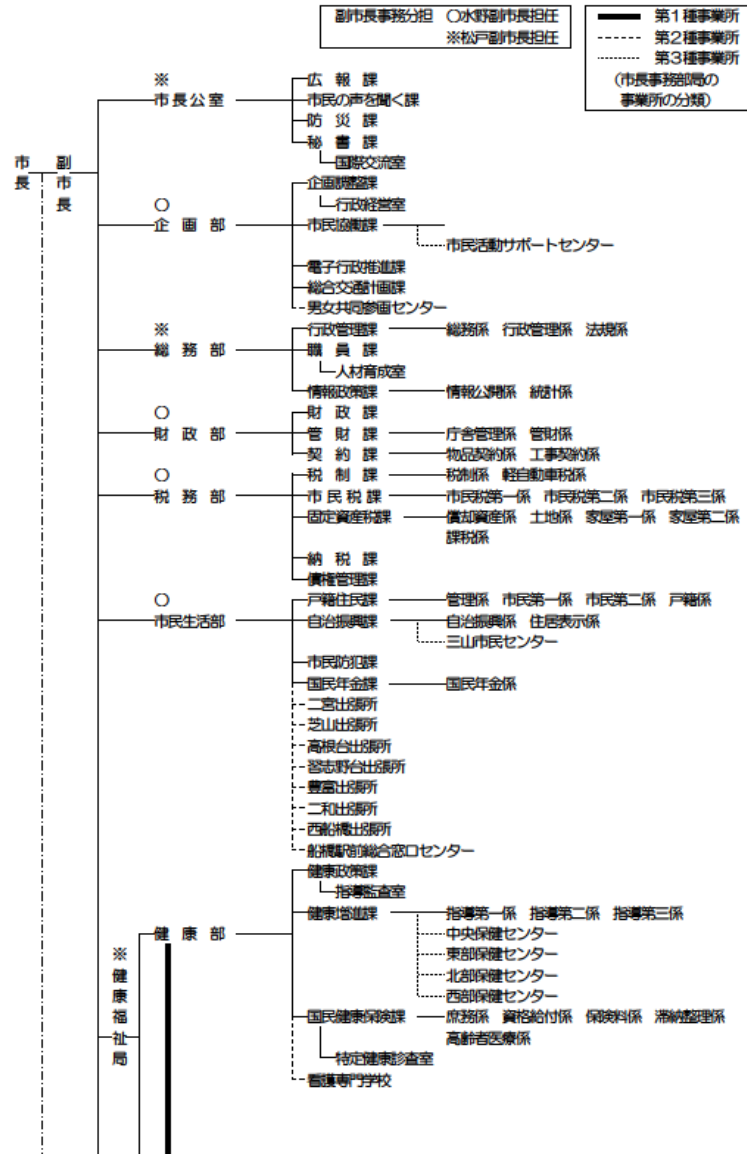 副市長事務分担 〇水野副市長担任
※松戸副市長担任
第1種事業所
第2種事業所
第3種事業所
(市長事務部局の
事業所の分類)
市長
副市長
※
市長公室
広報課
市民の声を聞く課
防災課
秘書課
国際交流室
〇
企画部
企画調整課
行政経営室
市民協働課
市民活動サポートセンター
電子行政推進課
総合交通計画課
男女共同参画センター
※
総務部
行政管理課 総務係 行政管理係 法規係
職員課
人材育成室
情報政策課 情報公開係 統計係
〇
財政部
財政課
管財課 庁舎管理係 管財係
契約課 物品契約係 工事契約係
〇
税務部
税制課 税制係 軽自動車税係
市民税課 市民税第一係 市民税第二係 市民税第三係
固定資産税課 償却資産係 土地係 家屋第一係 家屋第二係
課税係
納税課
債権管理課
〇
市民生活部
戸籍住民課 管理係 市民第一係 市民第二係 戸籍係
自治振興課 自治振興係 住居表示係
三山市民センター
市民防犯課
国民年金課 国民年金係
二宮出張所
芝山出張所
高根台出張所
習志野台出張所
豊富出張所
二和出張所
西船橋出張所
船橋駅前総合窓口センター
※健康福祉局
健康部
健康政策課
指導監査室
健康増進課 指導第一係 指導第二係 指導第三係
中央保健センター
東部保健センター
北部保健センター
西部保健センター
国民健康保険課 庶務係 資格給付係 保険料係 滞納整理係
高齢者医療係
特定健康診査室
看護専門学校